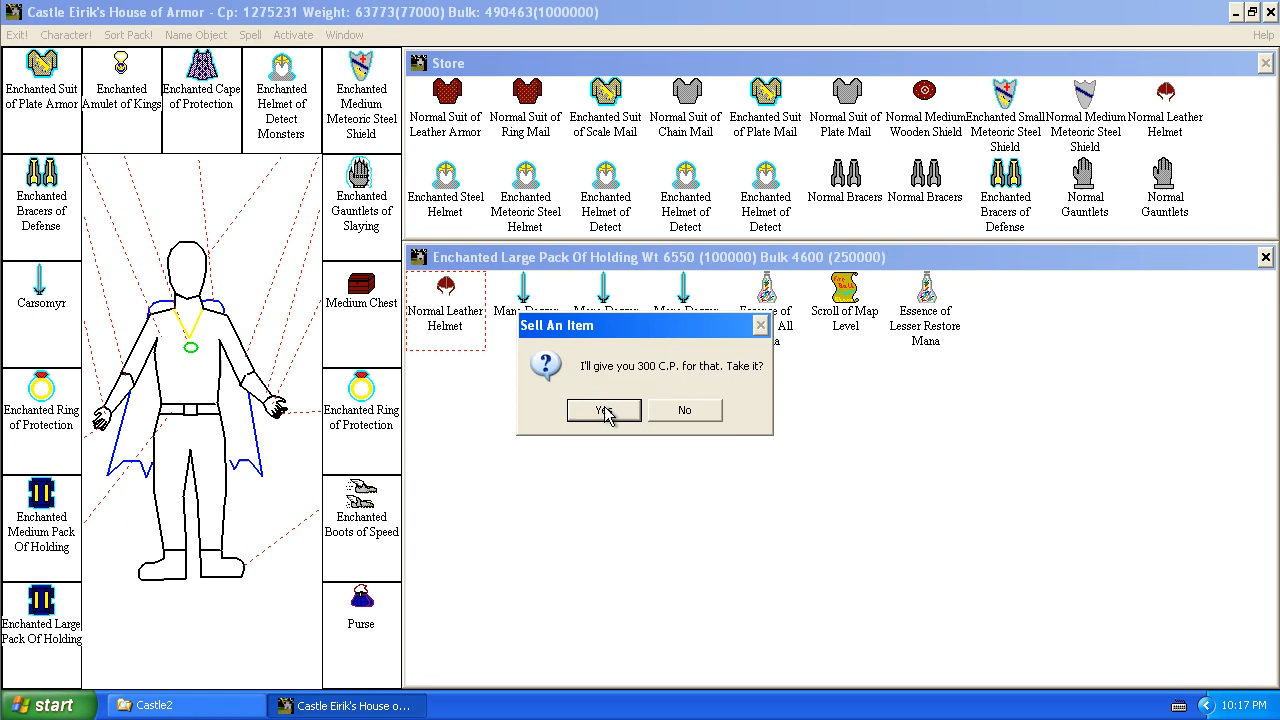 Castle Eirik's House of Armor - Cp: 1275231 Weight: 63773(77000) Bulk: 490463(1000000)
Exit! Character! Sort Pack! Name Object Spell Activate Window Help
Enchanted Suit of Plate Armor
Enchanted Amulet of Kings
Enchanted Cape of Protection
Enchanted Helmet of Detect Monsters
Enchanted Medium Meteoric Steel Shield
Enchanted Bracers of Defense
Enchanted Gauntlets of Slaying
Carsomyr
Medium Chest
Enchanted Ring of Protection
Enchanted Ring of Protection
Enchanted Medium Pack Of Holding
Enchanted Boots of Speed
Enchanted Large Pack Of Holding
Purse
Store
Normal Suit of Leather Armor
Normal Suit of Ring Mail
Enchanted Suit of Scale Mail
Normal Suit of Chain Mail
Enchanted Suit of Plate Mail
Normal Suit of Plate Mail
Normal Medium Wooden Shield
Enchanted Small Meteoric Steel Shield
Normal Medium Meteoric Steel Shield
Normal Leather Helmet
Enchanted Steel Helmet
Enchanted Meteoric Steel Helmet
Enchanted Helmet of Detect
Enchanted Helmet of Detect
Enchanted Helmet of Detect
Normal Bracers
Normal Bracers
Enchanted Bracers of Defense
Normal Gauntlets
Normal Gauntlets
Enchanted Large Pack Of Holding Wt 6550 (100000) Bulk 4600 (250000)
Normal Leather Helmet
All
Scroll of Map Level
Essence of Lesser Restore Mana
Sell An Item
I'll give you 300 C.P. for that. Take it?
Yes
No
start
Castle2
Castle Eirik's House o...
10:17 PM